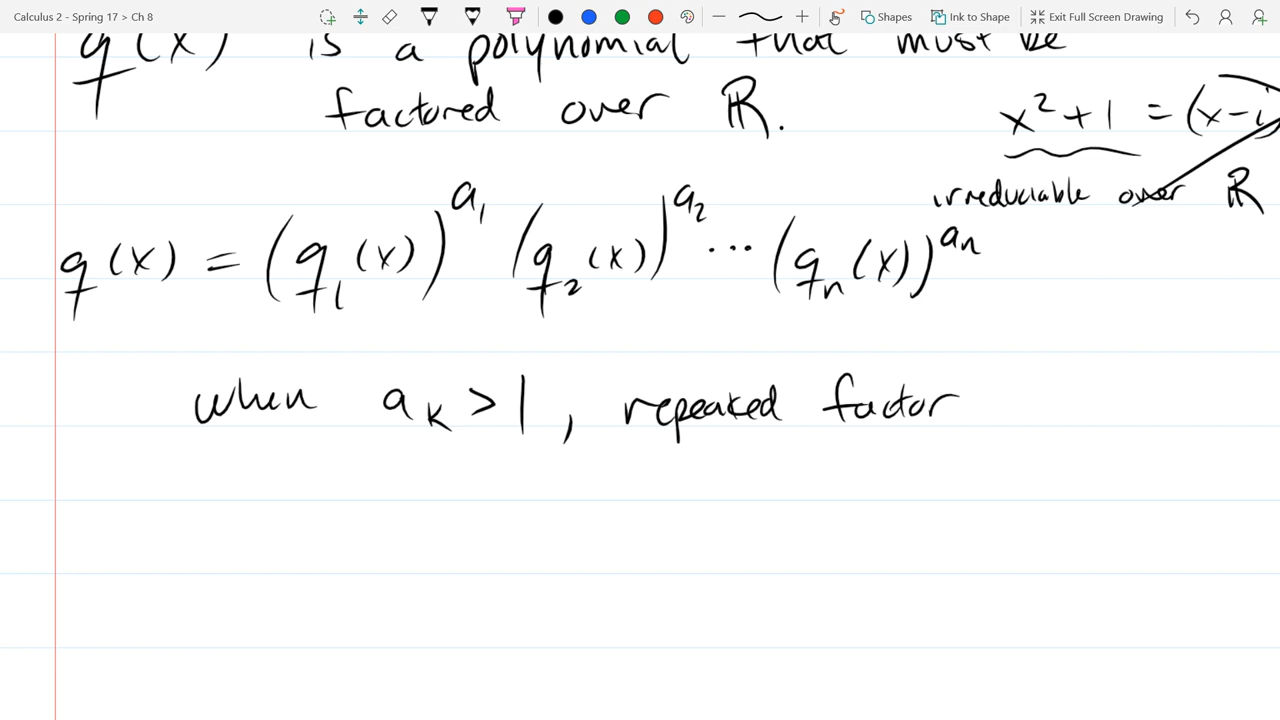 Calculus 2 - Spring 17 > Ch 8
Shapes
Ink to Shape
Exit Full Screen Drawing
q(x) is a polynomial that must be
factored over ℝ.
x² + 1 = (x - i)
irreduciable over ℝ
q(x) = (q₁(x))^a₁ (q₂(x))^a₂ ... (qₙ(x))^aₙ
when aₖ > 1, repeated factor